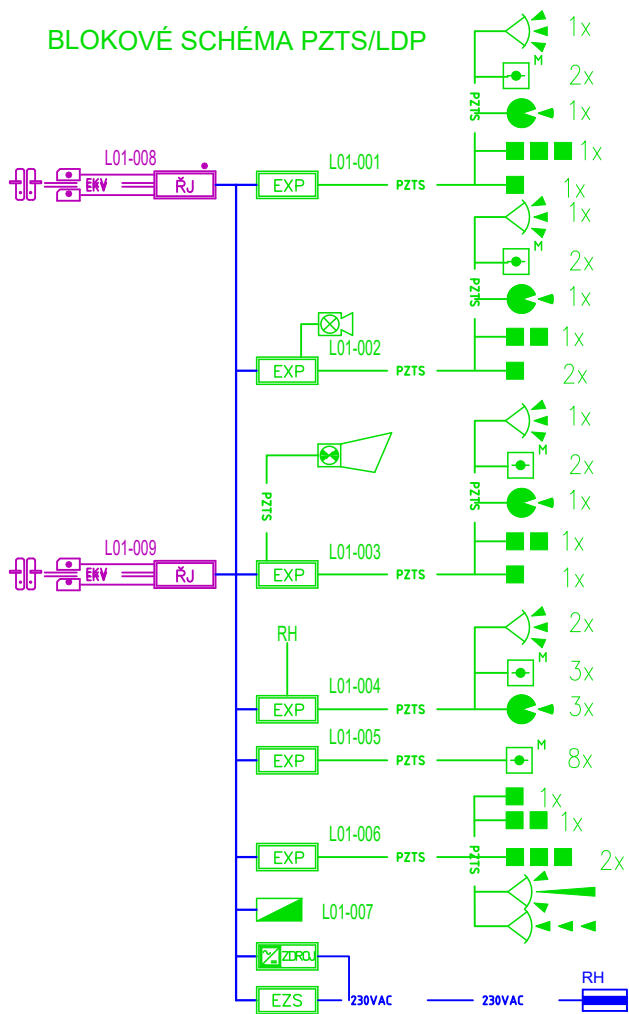 BLOKOVÉ SCHÉMA PZTS/LDP
1x
M
2x
PZTS
1x
L01-008
L01-001
1x
EKV
ŘJ
EXP
PZTS
1x
1x
M
2x
PZTS
1x
L01-002
1x
EXP
PZTS
2x
1x
M
2x
PZTS
PZTS
1x
L01-009
L01-003
1x
EKV
ŘJ
EXP
PZTS
1x
RH
2x
M
3x
L01-004
3x
EXP
PZTS
L01-005
M
EXP
PZTS
8x
1x
L01-006
1x
EXP
PZTS
PZTS
2x
L01-007
ZDROJ
RH
EZS
230VAC
230VAC